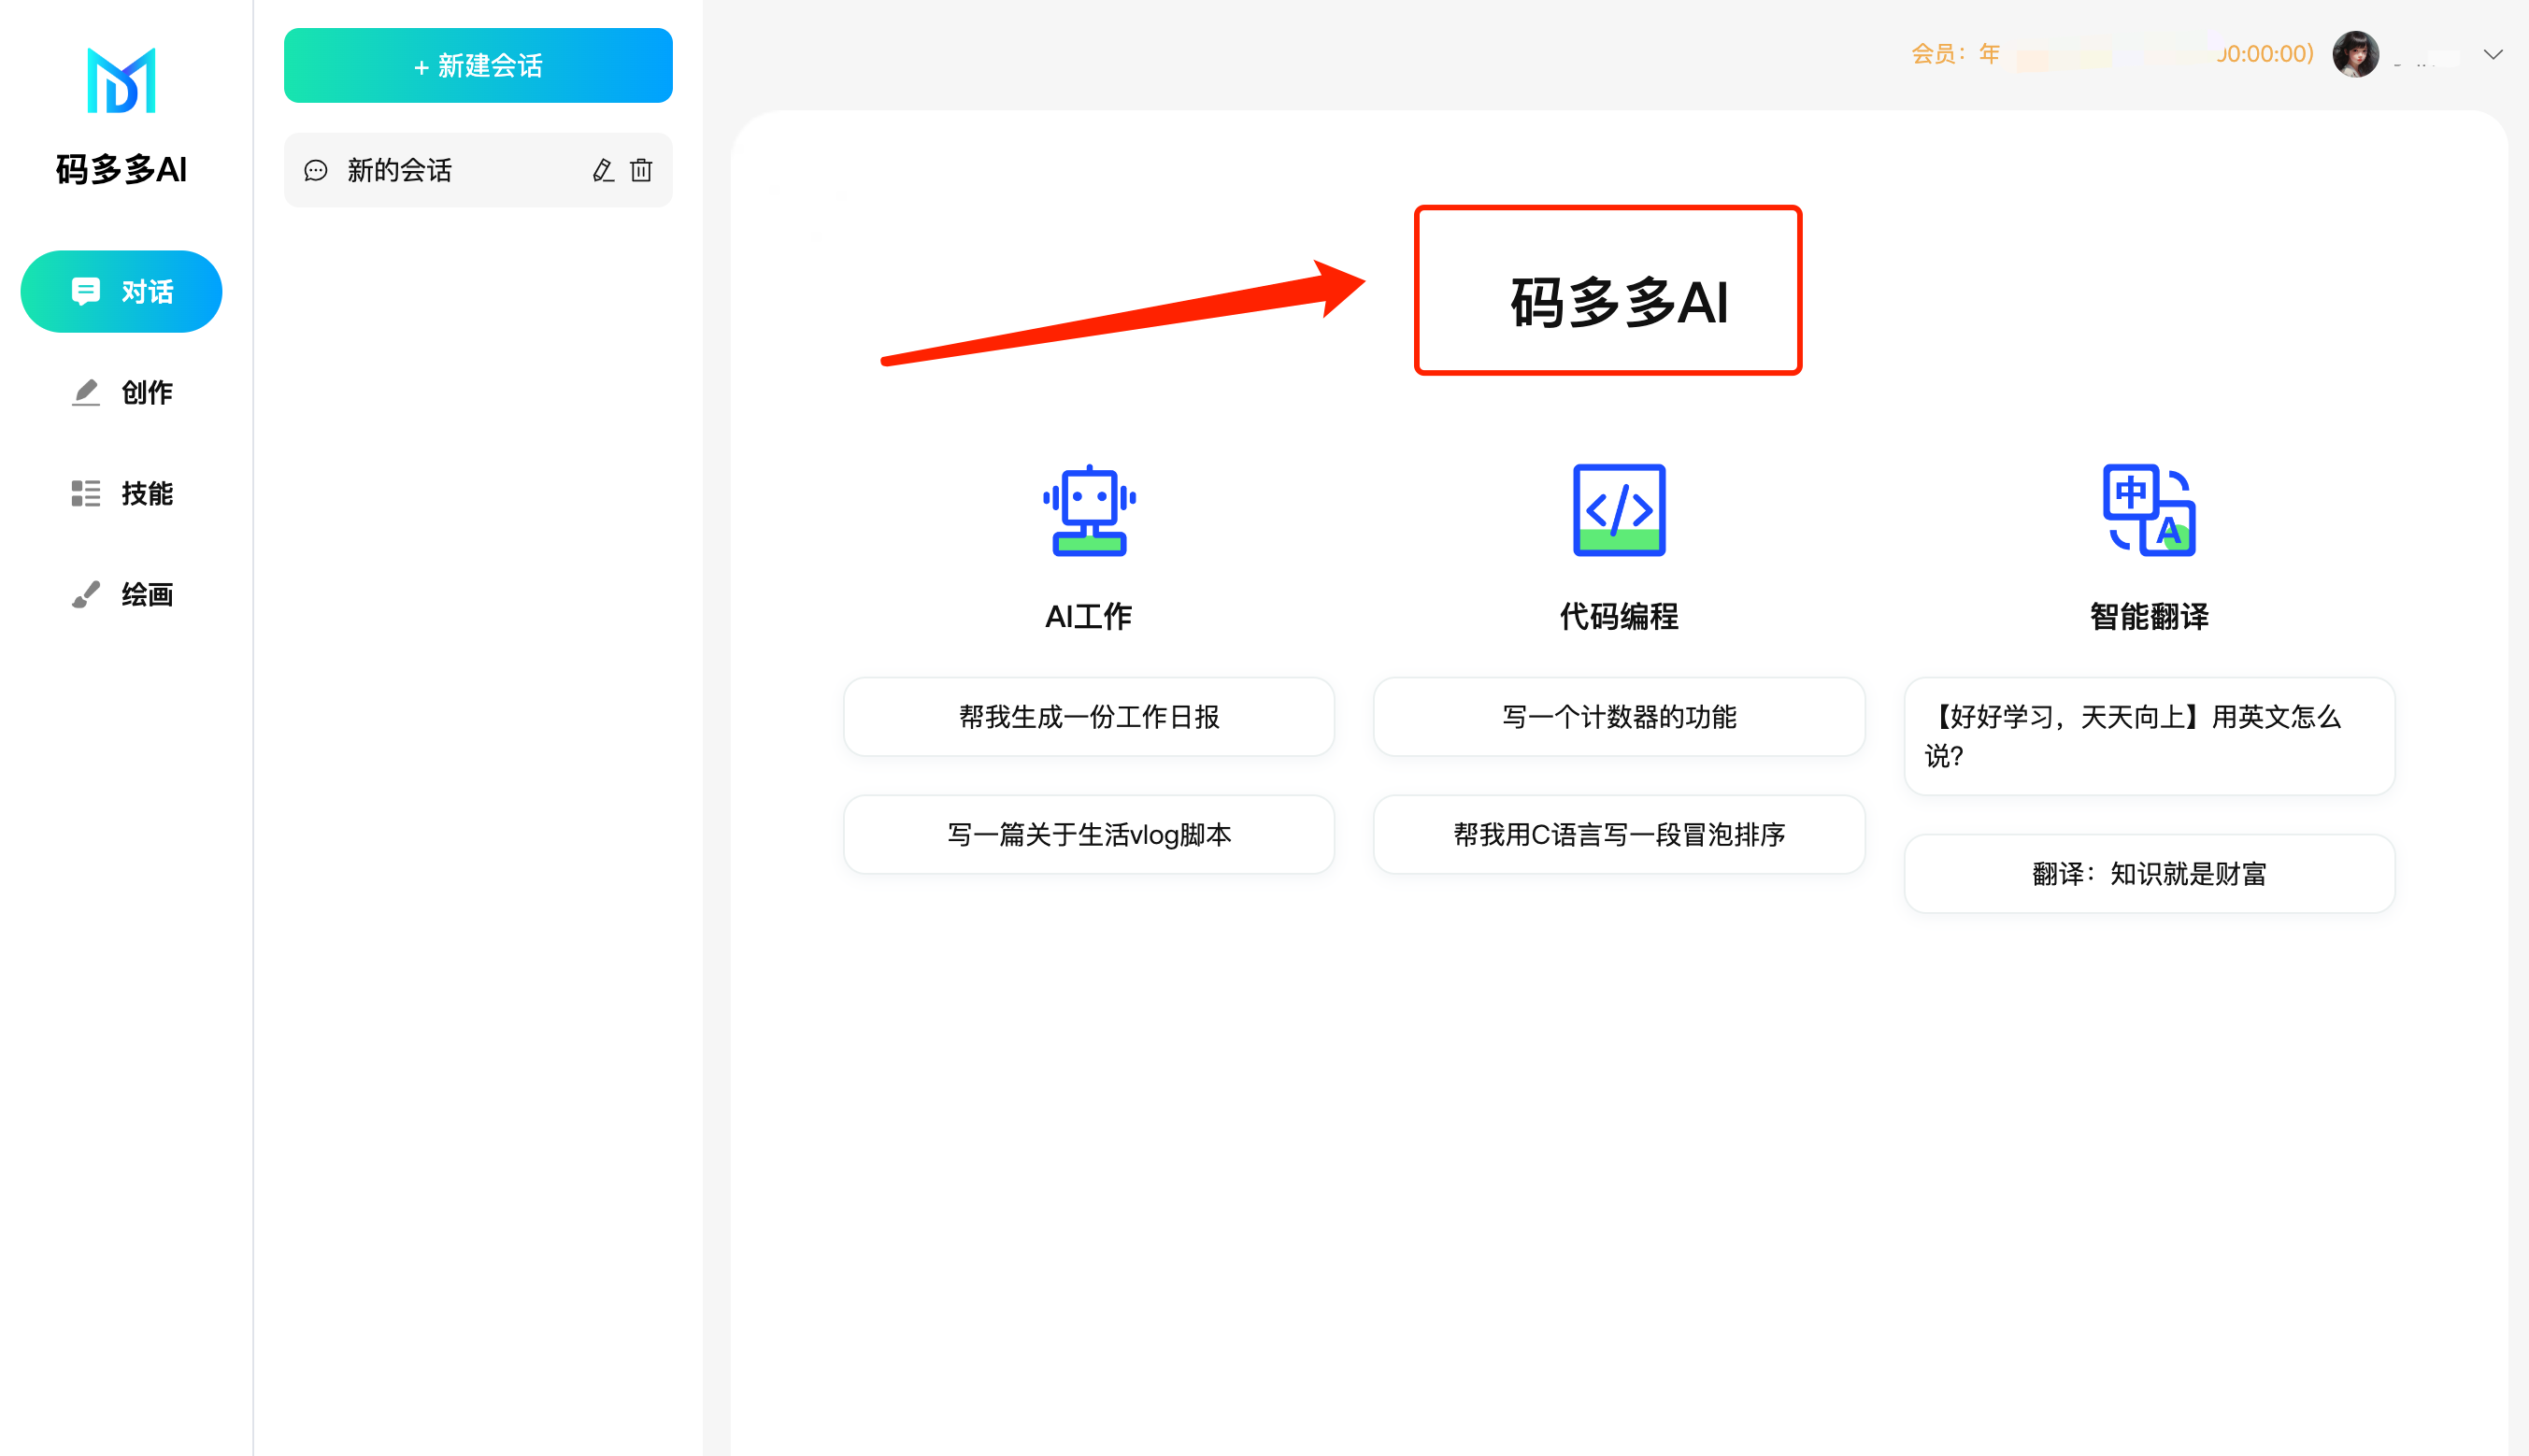 码多多AI
对话
创作
技能
绘画
+ 新建会话
新的会话
会员：年
00:00:00)
码多多AI
AI工作
帮我生成一份工作日报
写一篇关于生活vlog脚本
代码编程
写一个计数器的功能
帮我用C语言写一段冒泡排序
申
A
智能翻译
【好好学习，天天向上】用英文怎么
说?
翻译：知识就是财富